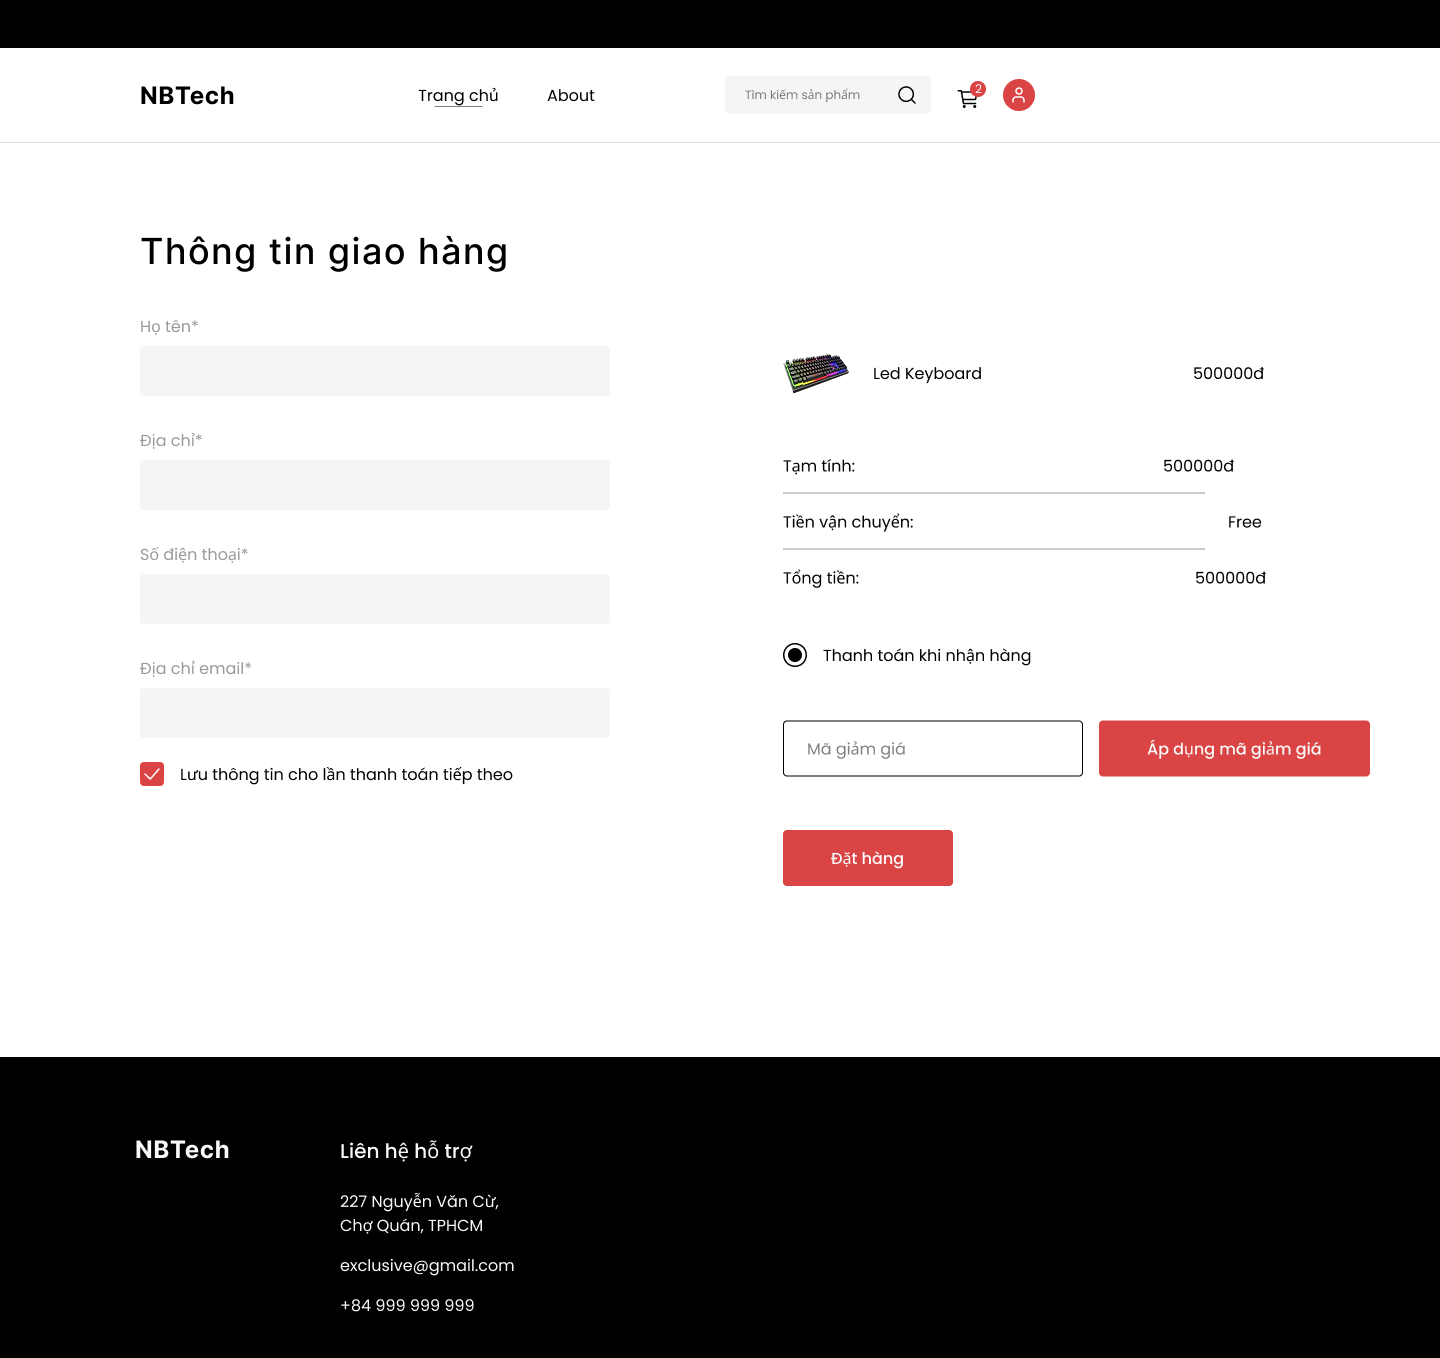 NBTech
Trang chủ
About
Tìm kiếm sản phẩm
2
Thông tin giao hàng
Họ tên*
Địa chỉ*
Số điện thoại*
Địa chỉ email*
Lưu thông tin cho lần thanh toán tiếp theo
Led Keyboard
500000đ
Tạm tính:
500000đ
Tiền vận chuyển:
Free
Tổng tiền:
500000đ
Thanh toán khi nhận hàng
Mã giảm giá
Áp dụng mã giảm giá
Đặt hàng
NBTech
Liên hệ hỗ trợ
227 Nguyễn Văn Cừ,
Chợ Quán, TPHCM
exclusive@gmail.com
+84 999 999 999